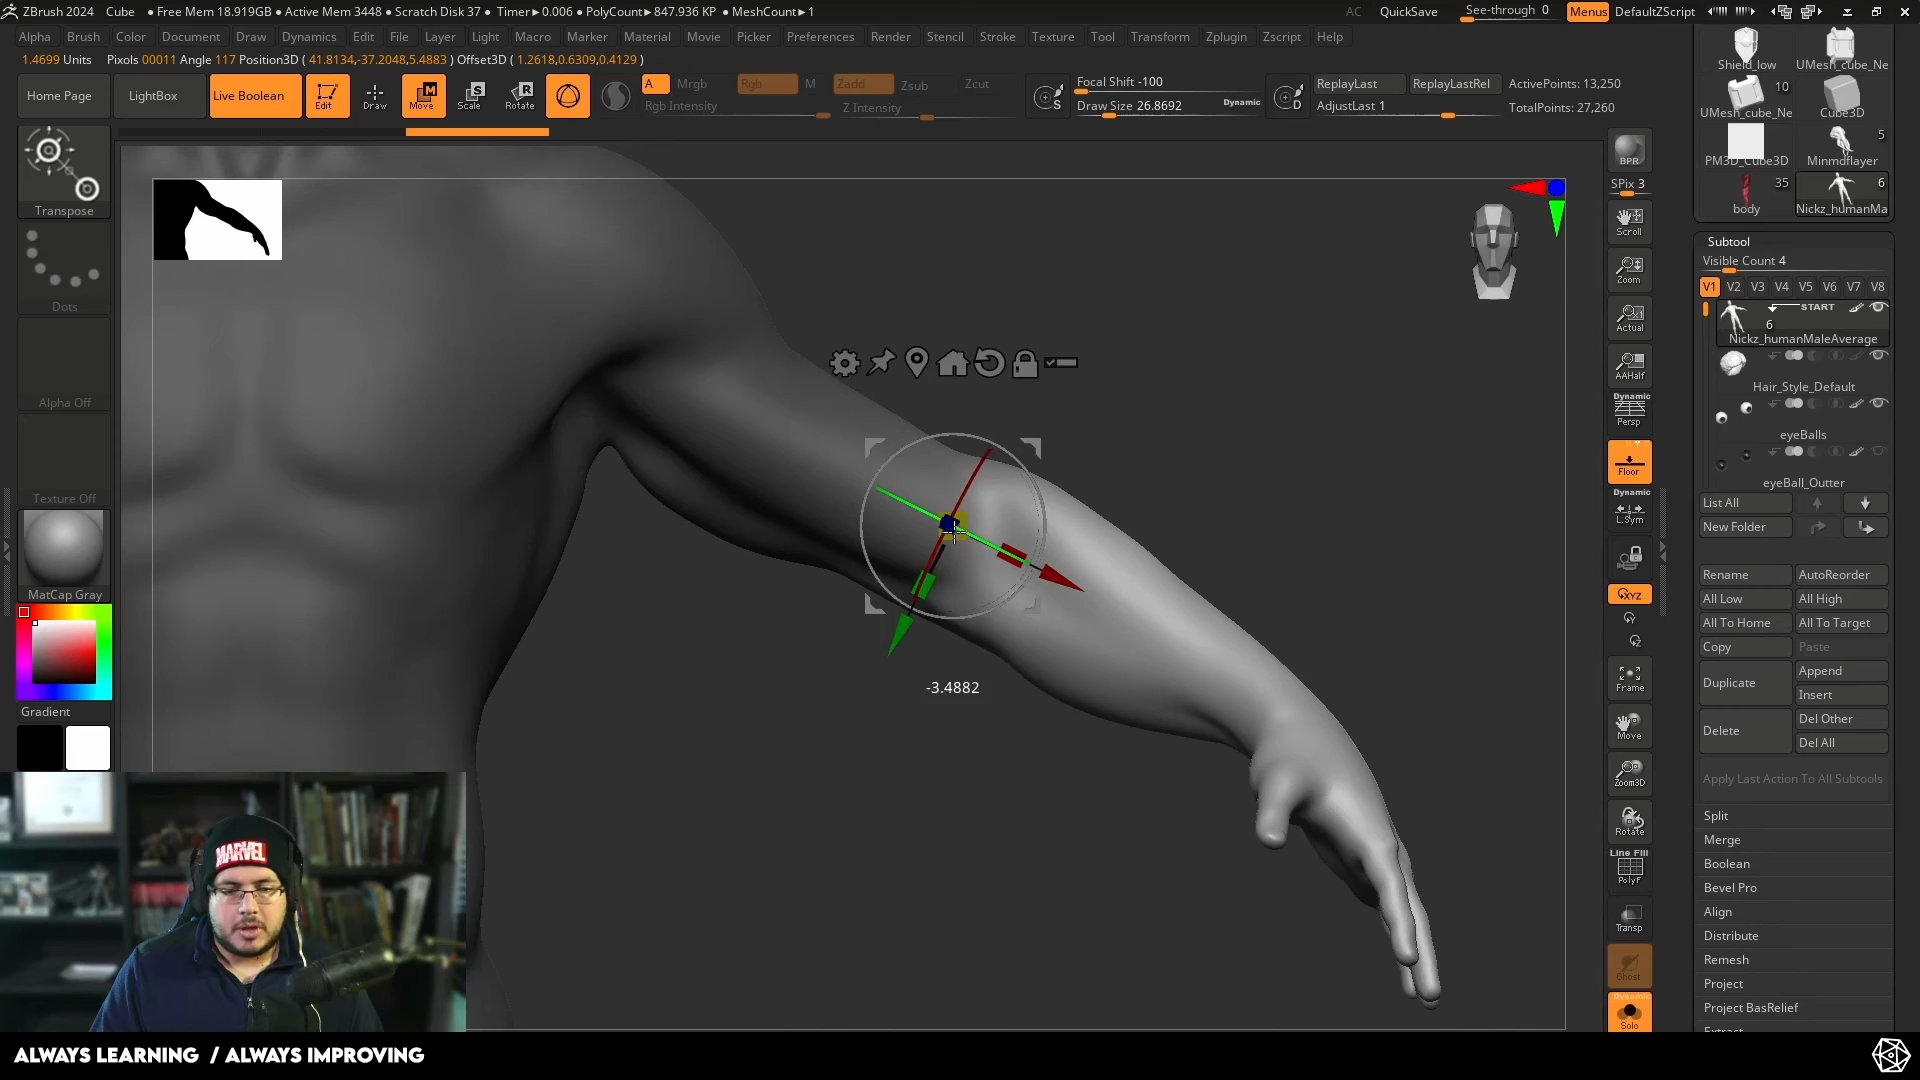 ZBrush 2024 Cube ● Free Mem 18.919GB ● Active Mem 3448 ● Scratch Disk 37 ● Timer▸0.006 ● PolyCount▸847.936 KP ● MeshCount▸1 AC QuickSave See-through 0 Menus DefaultZScript
Alpha Brush Color Document Draw Dynamics Edit File Layer Light Macro Marker Material Movie Picker Preferences Render Stencil Stroke Texture Tool Transform Zplugin Zscript Help
1.4699 Units Pixols 00011 Angle 117 Position3D ( 41.8134,-37.2048,5.4883 ) Offset3D ( 1.2618,0.6309,0.4129 )
Home Page LightBox Live Boolean Edit Draw Move Scale Rotate
A Mrgb Rgb M Zadd Zsub Zcut
Rgb Intensity Z Intensity
Focal Shift -100
Draw Size 26.8692 Dynamic
ReplayLast ReplayLastRel ActivePoints: 13,250
AdjustLast 1 TotalPoints: 27,260
Transpose
Dots
Alpha Off
Texture Off
MatCap Gray
Gradient
-3.4882
MARVEL
BPR
SPix 3
Scroll
Zoom
Actual
AAHalf
Dynamic
Persp
Floor
Dynamic
L.Sym
XYZ
Frame
Move
Zoom3D
Rotate
Line Fill
PolyF
Transp
Ghost
Dynamic
Solo
Shield_low UMesh_cube_Ne
10
UMesh_cube_Ne Cube3D
5
PM3D_Cube3D Minmdflayer
35 6
body Nickz_humanMa
Subtool
Visible Count 4
V1 V2 V3 V4 V5 V6 V7 V8
START
6
Nickz_humanMaleAverage
Hair_Style_Default
eyeBalls
eyeBall_Outter
List All
New Folder
Rename AutoReorder
All Low All High
All To Home All To Target
Copy Paste
Duplicate Append
Insert
Delete Del Other
Del All
Apply Last Action To All Subtools
Split
Merge
Boolean
Bevel Pro
Align
Distribute
Remesh
Project
Project BasRelief
Extract
ALWAYS LEARNING / ALWAYS IMPROVING